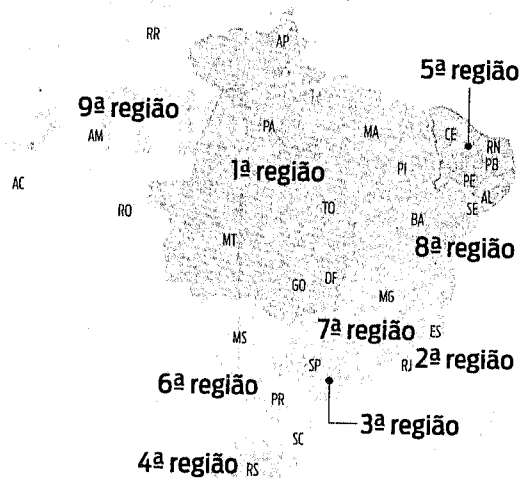 RR
AP
5ª região
9ª região
AM
PA
MA
CE
RN
PB
1ª região
PI
PE
AC
RO
TO
AL
SE
BA
MT
8ª região
GO
DF
MG
7ª região
ES
MS
SP
RJ
2ª região
6ª região
PR
3ª região
SC
4ª região
RS